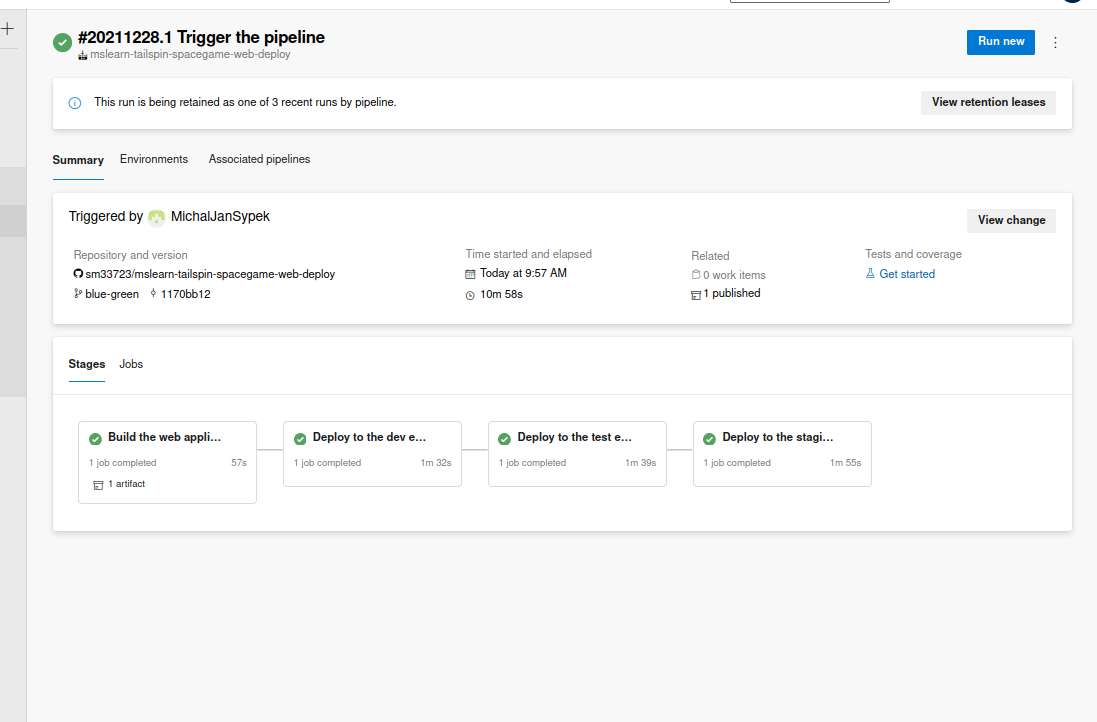 #20211228.1 Trigger the pipeline
mslearn-tailspin-spacegame-web-deploy
Run new
This run is being retained as one of 3 recent runs by pipeline.
View retention leases
Summary Environments Associated pipelines
Triggered by MichalJanSypek
View change
Repository and version
sm33723/mslearn-tailspin-spacegame-web-deploy
blue-green 1170bb12
Time started and elapsed
Today at 9:57 AM
10m 58s
Related
0 work items
1 published
Tests and coverage
Get started
Stages Jobs
Build the web appli...
1 job completed 57s
1 artifact
Deploy to the dev e...
1 job completed 1m 32s
Deploy to the test e...
1 job completed 1m 39s
Deploy to the stagi...
1 job completed 1m 55s